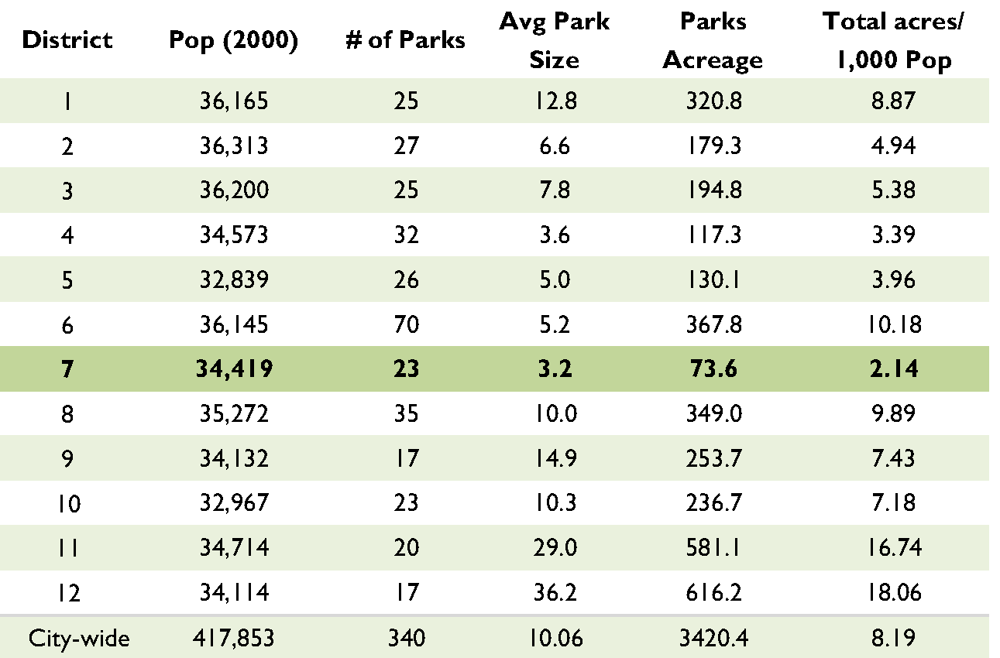 District Pop (2000) # of Parks Avg Park Size Parks Acreage Total acres/ 1,000 Pop
1 36,165 25 12.8 320.8 8.87
2 36,313 27 6.6 179.3 4.94
3 36,200 25 7.8 194.8 5.38
4 34,573 32 3.6 117.3 3.39
5 32,839 26 5.0 130.1 3.96
6 36,145 70 5.2 367.8 10.18
7 34,419 23 3.2 73.6 2.14
8 35,272 35 10.0 349.0 9.89
9 34,132 17 14.9 253.7 7.43
10 32,967 23 10.3 236.7 7.18
11 34,714 20 29.0 581.1 16.74
12 34,114 17 36.2 616.2 18.06
City-wide 417,853 340 10.06 3420.4 8.19